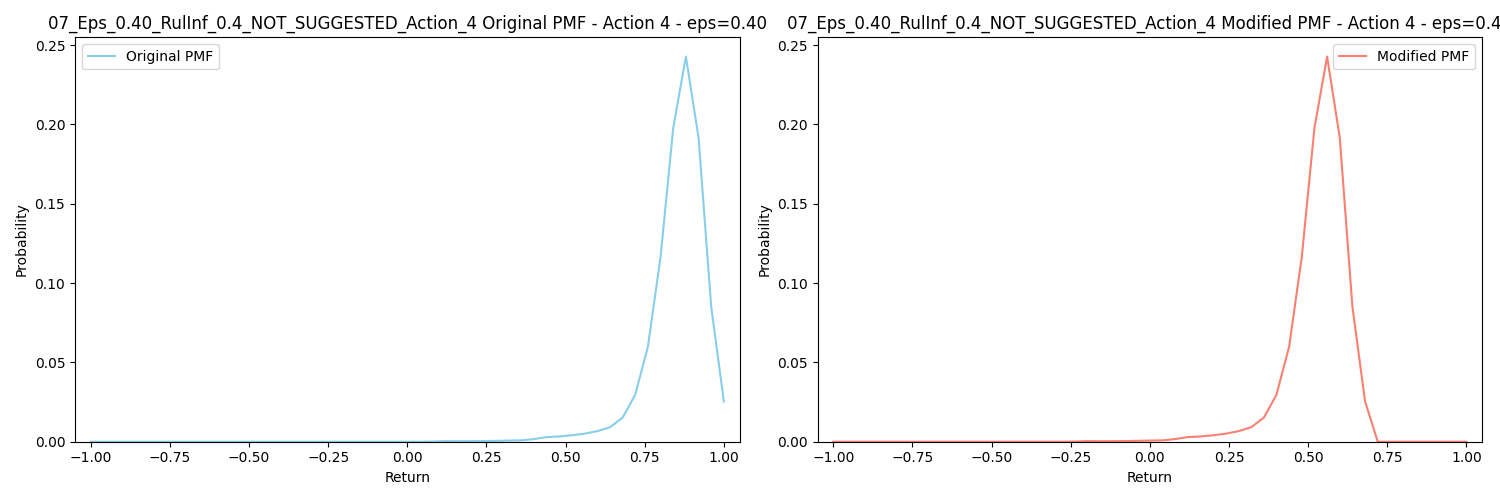 07_Eps_0.40_RulInf_0.4_NOT_SUGGESTED_Action_4 Original PMF - Action 4 - eps=0.40
Original PMF
0.25
0.20
0.15
0.10
0.05
0.00
Probability
−1.00 −0.75 −0.50 −0.25 0.00 0.25 0.50 0.75 1.00
Return
07_Eps_0.40_RulInf_0.4_NOT_SUGGESTED_Action_4 Modified PMF - Action 4 - eps=0.4
Modified PMF
0.25
0.20
0.15
0.10
0.05
0.00
Probability
−1.00 −0.75 −0.50 −0.25 0.00 0.25 0.50 0.75 1.00
Return